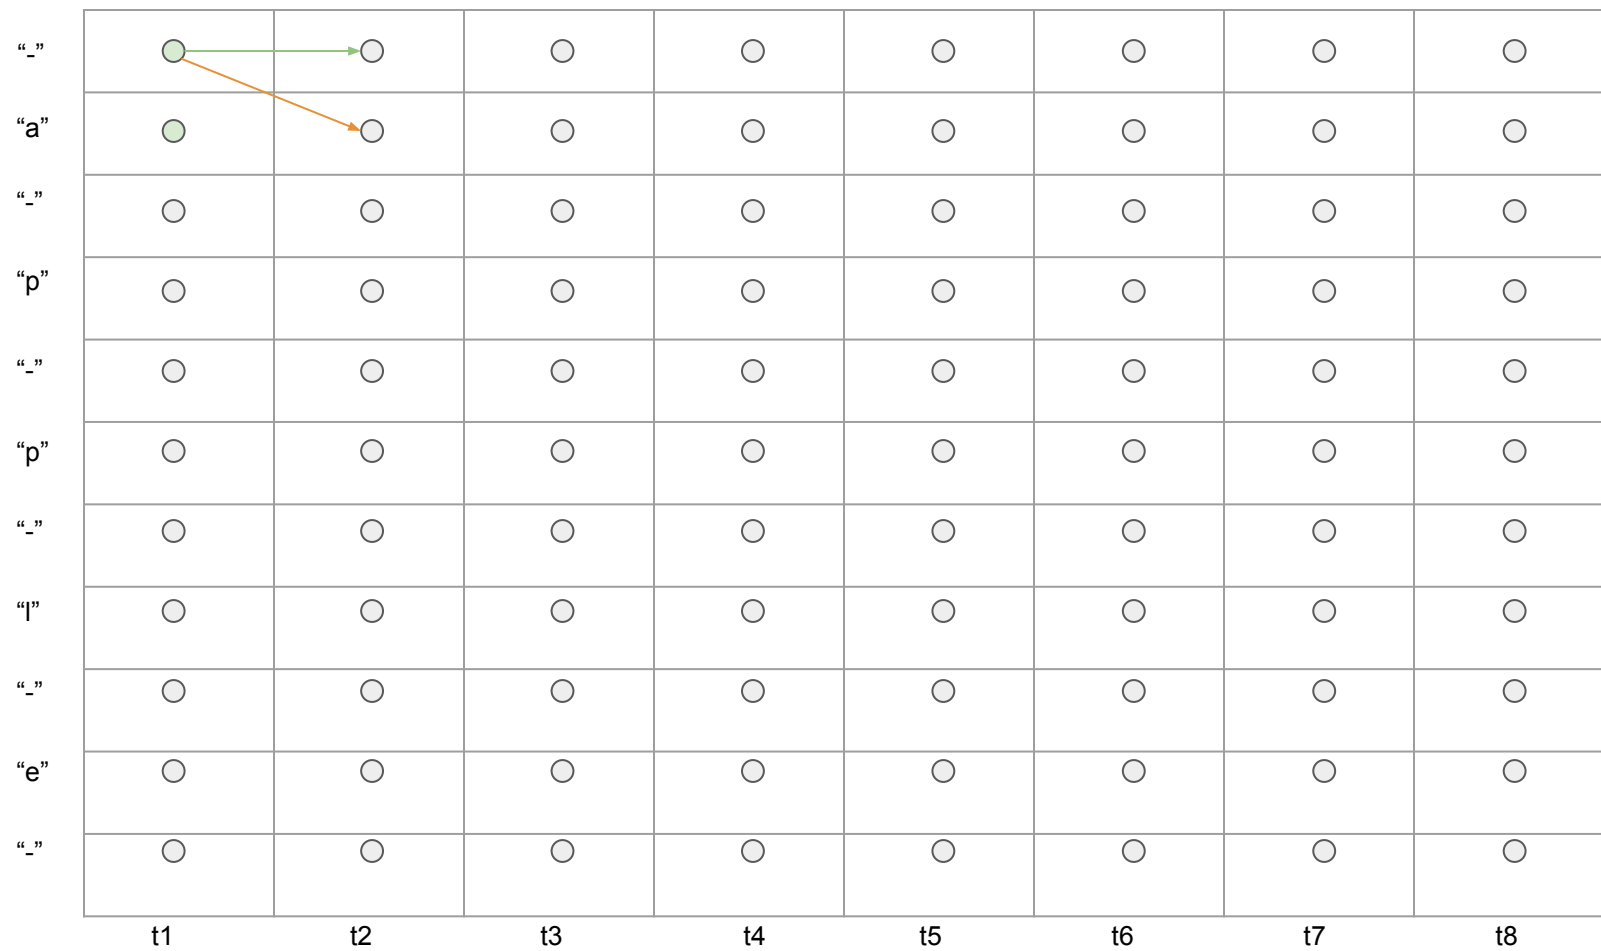 “-”
“a”
“-”
“p”
“-”
“p”
“-”
“l”
“-”
“e”
“-”
t1 t2 t3 t4 t5 t6 t7 t8